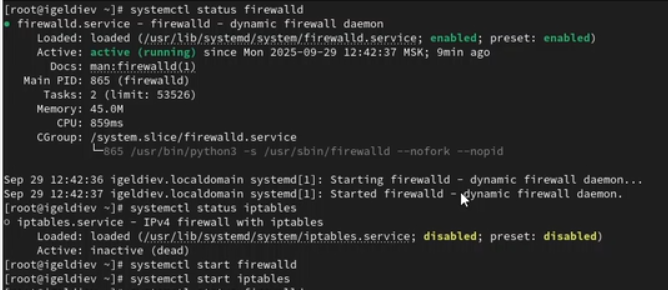 [root@igeldiev ~]# systemctl status firewalld
● firewalld.service - firewalld - dynamic firewall daemon
Loaded: loaded (/usr/lib/systemd/system/firewalld.service; enabled; preset: enabled)
Active: active (running) since Mon 2025-09-29 12:42:37 MSK; 9min ago
Docs: man:firewalld(1)
Main PID: 865 (firewalld)
Tasks: 2 (limit: 53526)
Memory: 45.0M
CPU: 859ms
CGroup: /system.slice/firewalld.service
└─865 /usr/bin/python3 -s /usr/sbin/firewalld --nofork --nopid
Sep 29 12:42:36 igeldiev.localdomain systemd[1]: Starting firewalld - dynamic firewall daemon...
Sep 29 12:42:37 igeldiev.localdomain systemd[1]: Started firewalld - dynamic firewall daemon.
[root@igeldiev ~]# systemctl status iptables
○ iptables.service - IPv4 firewall with iptables
Loaded: loaded (/usr/lib/systemd/system/iptables.service; disabled; preset: disabled)
Active: inactive (dead)
[root@igeldiev ~]# systemctl start firewalld
[root@igeldiev ~]# systemctl start iptables